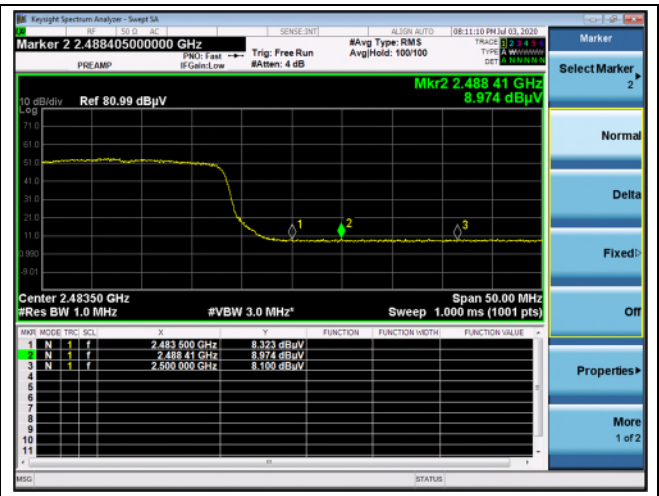 Keysight Spectrum Analyzer - Swept SA
RF 50 Ω AC SENSE:INT ALIGN AUTO 08:11:10 PM Jul 03, 2020
Marker 2 2.488405000000 GHz
PREAMP
PNO: Fast
IFGain:Low
Trig: Free Run
#Atten: 4 dB
#Avg Type: RMS
Avg|Hold: 100/100
TRACE 1 2 3 4 5 6
TYPE A WWWWW
DET A N N N N N
Mkr2 2.488 41 GHz
8.974 dBµV
10 dB/div Ref 80.99 dBµV
Log
71.0
61.0
51.0
41.0
31.0
21.0
11.0
0.990
-9.01
1
2
3
Center 2.48350 GHz Span 50.00 MHz
#Res BW 1.0 MHz #VBW 3.0 MHz* Sweep 1.000 ms (1001 pts)
MKR MODE TRC SCL X Y FUNCTION FUNCTION WIDTH FUNCTION VALUE
1 N 1 f 2.483 500 GHz 8.323 dBµV
2 N 1 f 2.488 41 GHz 8.974 dBµV
3 N 1 f 2.500 000 GHz 8.100 dBµV
4
5
6
7
8
9
10
11
MSG STATUS
Marker
Select Marker
2
Normal
Delta
Fixed
Off
Properties
More
1 of 2